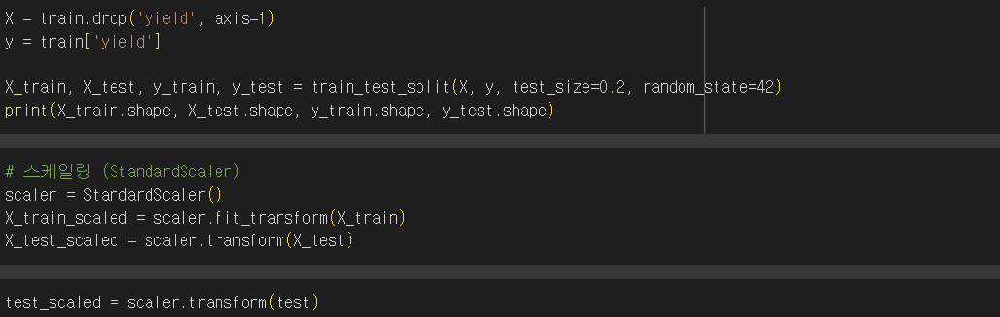 X = train.drop('yield', axis=1)
y = train['yield']
X_train, X_test, y_train, y_test = train_test_split(X, y, test_size=0.2, random_state=42)
print(X_train.shape, X_test.shape, y_train.shape, y_test.shape)
# 스케일링 (StandardScaler)
scaler = StandardScaler()
X_train_scaled = scaler.fit_transform(X_train)
X_test_scaled = scaler.transform(X_test)
test_scaled = scaler.transform(test)